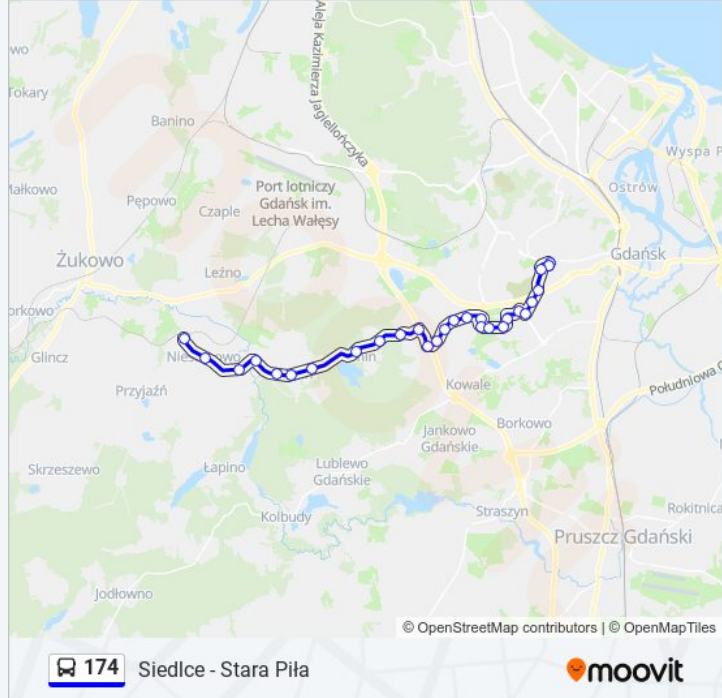 Aleja Kazimierza Jagiellończyka
Tokary
Banino
Wyspa P
Małkowo
Pępowo
Czaple
Port lotniczy
Gdańsk im.
Lecha Wałęsy
Ostrów
Żukowo
Leźno
Gdańsk
Borkowo
Glincz
Przyjaźń
Kowale
Południowa
Borkowo
Jankowo
Gdańskie
Skrzeszewo
Łapino
Lublewo
Gdańskie
Kolbudy
Straszyn
Rokitnica
Pruszcz Gdański
Jodłowno
© OpenStreetMap contributors | © OpenMapTiles
174 Siedlce - Stara Piła
moovit